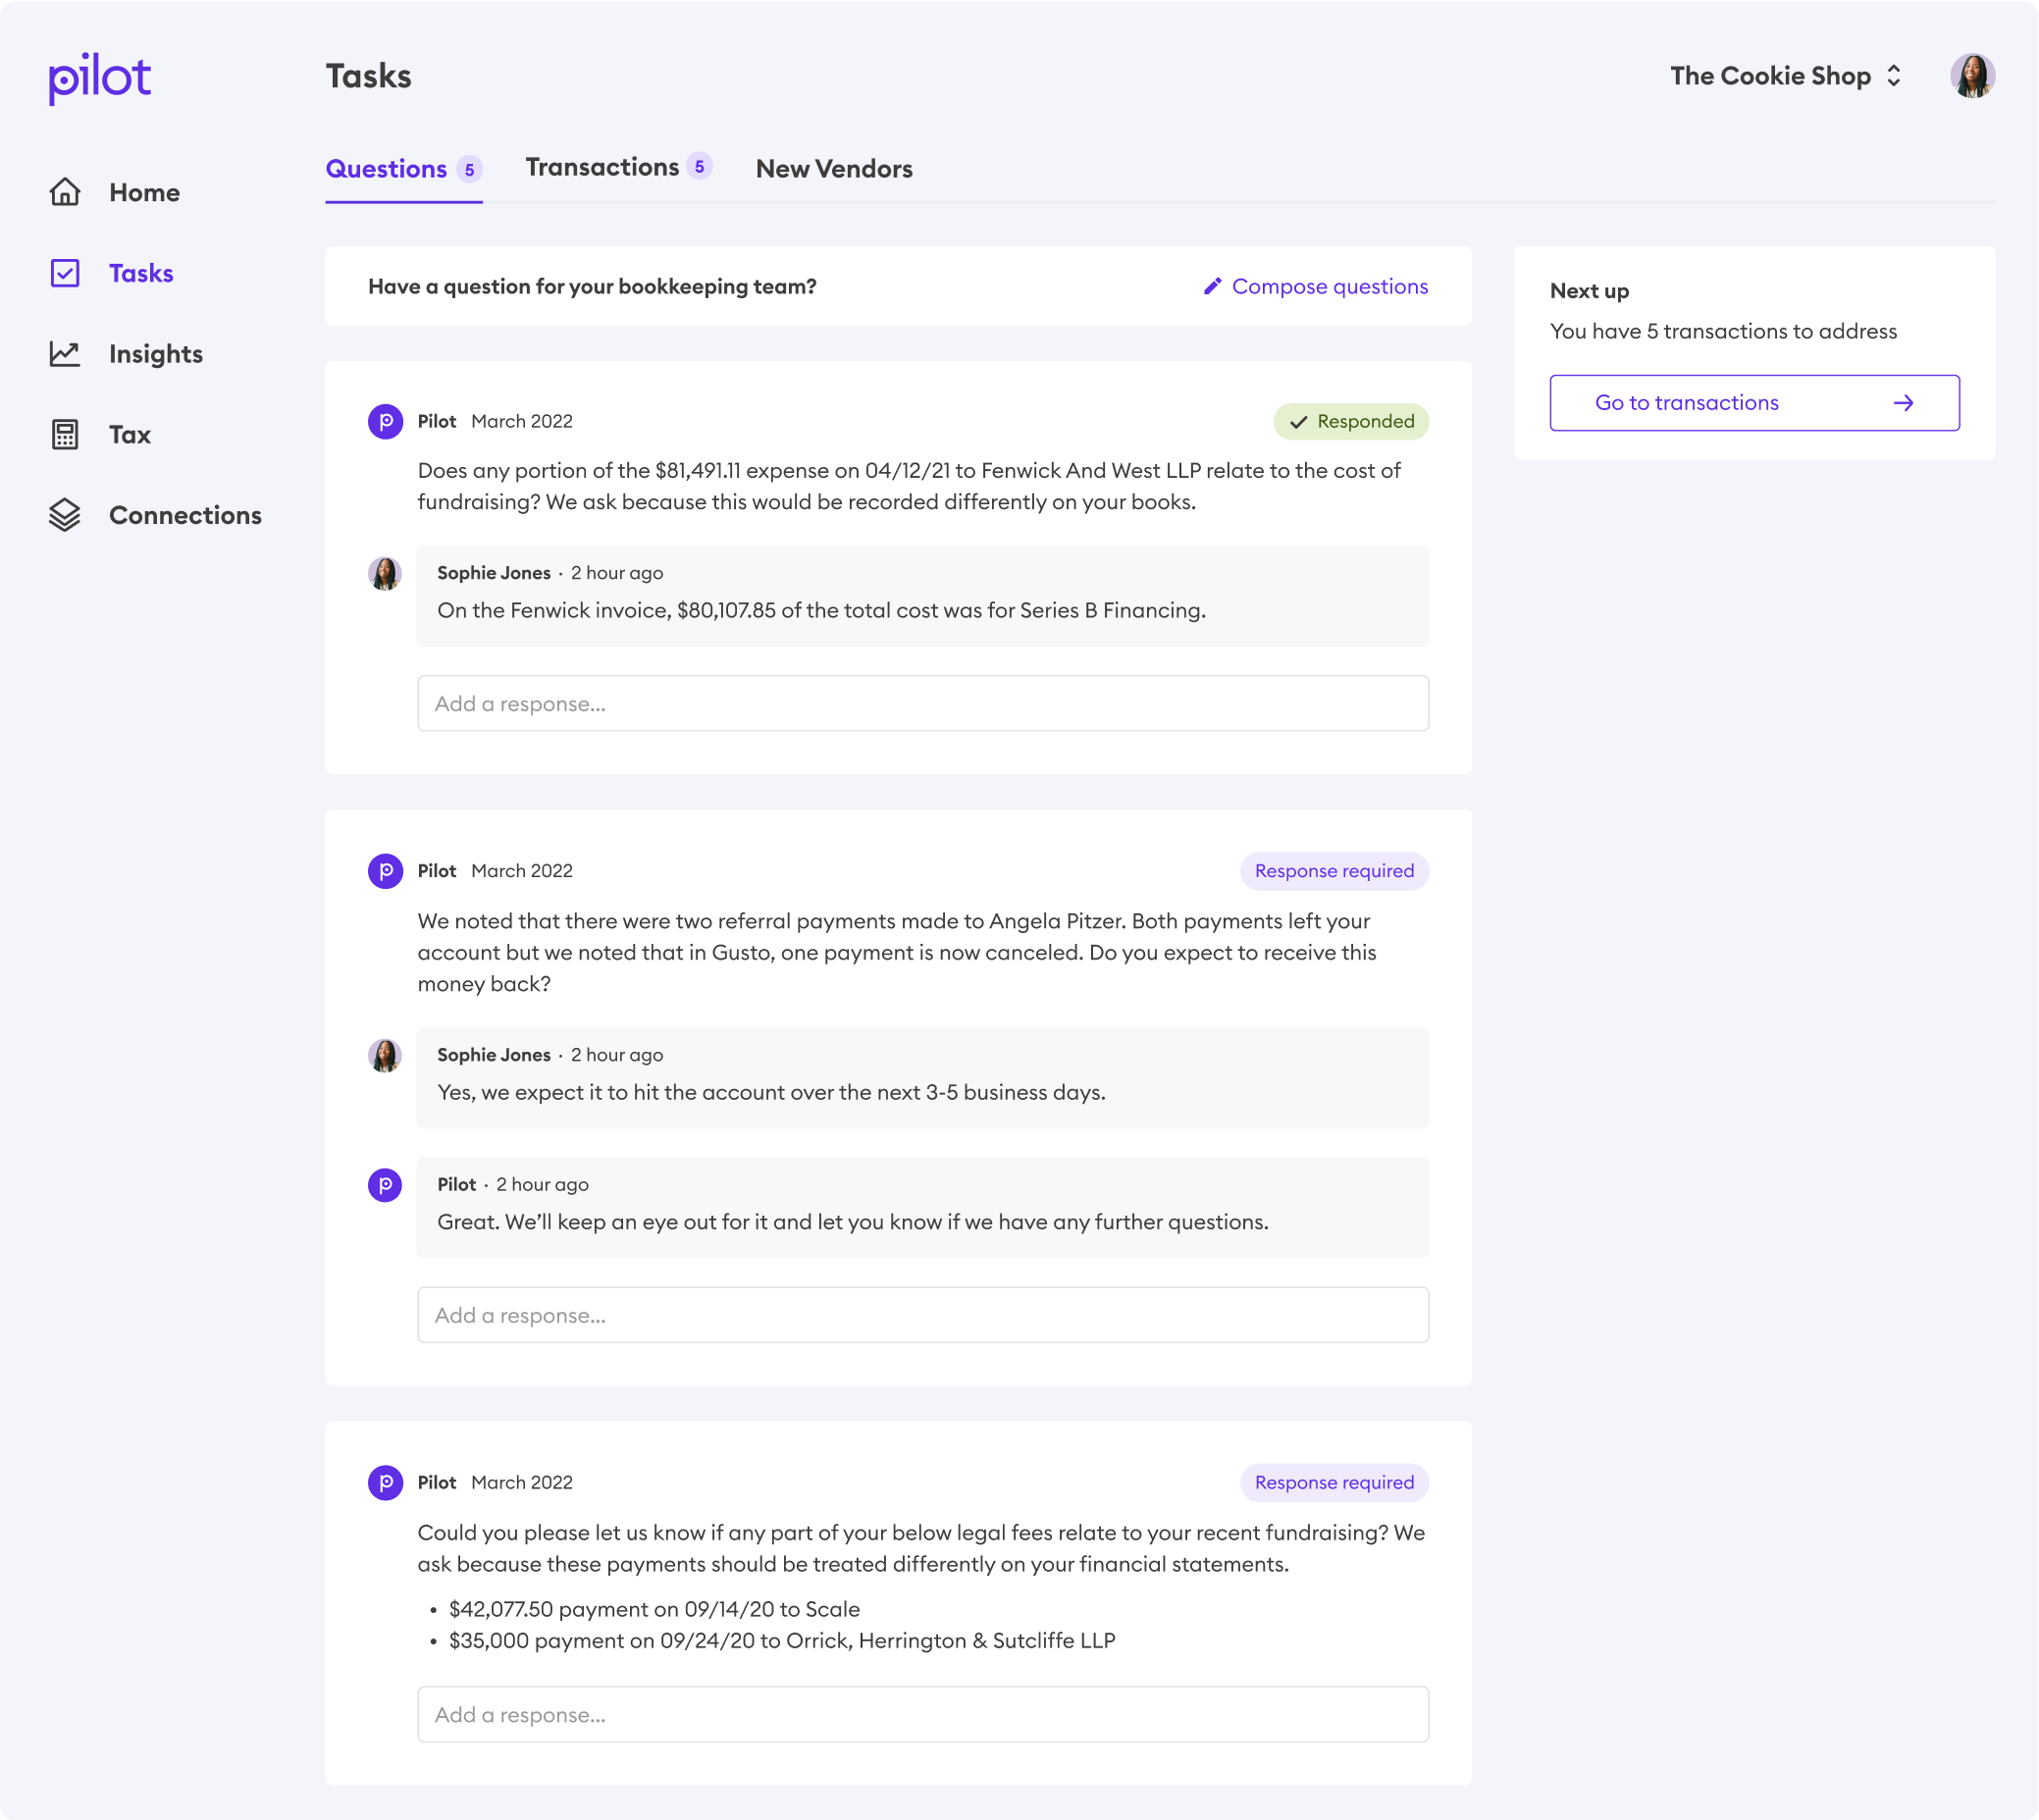 pilot
Tasks
The Cookie Shop
Home
Tasks
Insights
Tax
Connections
Questions 5
Transactions 5
New Vendors
Have a question for your bookkeeping team?
Compose questions
Next up
You have 5 transactions to address
Go to transactions
Pilot March 2022
Responded
Does any portion of the $81,491.11 expense on 04/12/21 to Fenwick And West LLP relate to the cost of
fundraising? We ask because this would be recorded differently on your books.
Sophie Jones · 2 hour ago
On the Fenwick invoice, $80,107.85 of the total cost was for Series B Financing.
Add a response...
Pilot March 2022
Response required
We noted that there were two referral payments made to Angela Pitzer. Both payments left your
account but we noted that in Gusto, one payment is now canceled. Do you expect to receive this
money back?
Sophie Jones · 2 hour ago
Yes, we expect it to hit the account over the next 3-5 business days.
Pilot · 2 hour ago
Great. We’ll keep an eye out for it and let you know if we have any further questions.
Add a response...
Pilot March 2022
Response required
Could you please let us know if any part of your below legal fees relate to your recent fundraising? We
ask because these payments should be treated differently on your financial statements.
• $42,077.50 payment on 09/14/20 to Scale
• $35,000 payment on 09/24/20 to Orrick, Herrington & Sutcliffe LLP
Add a response...